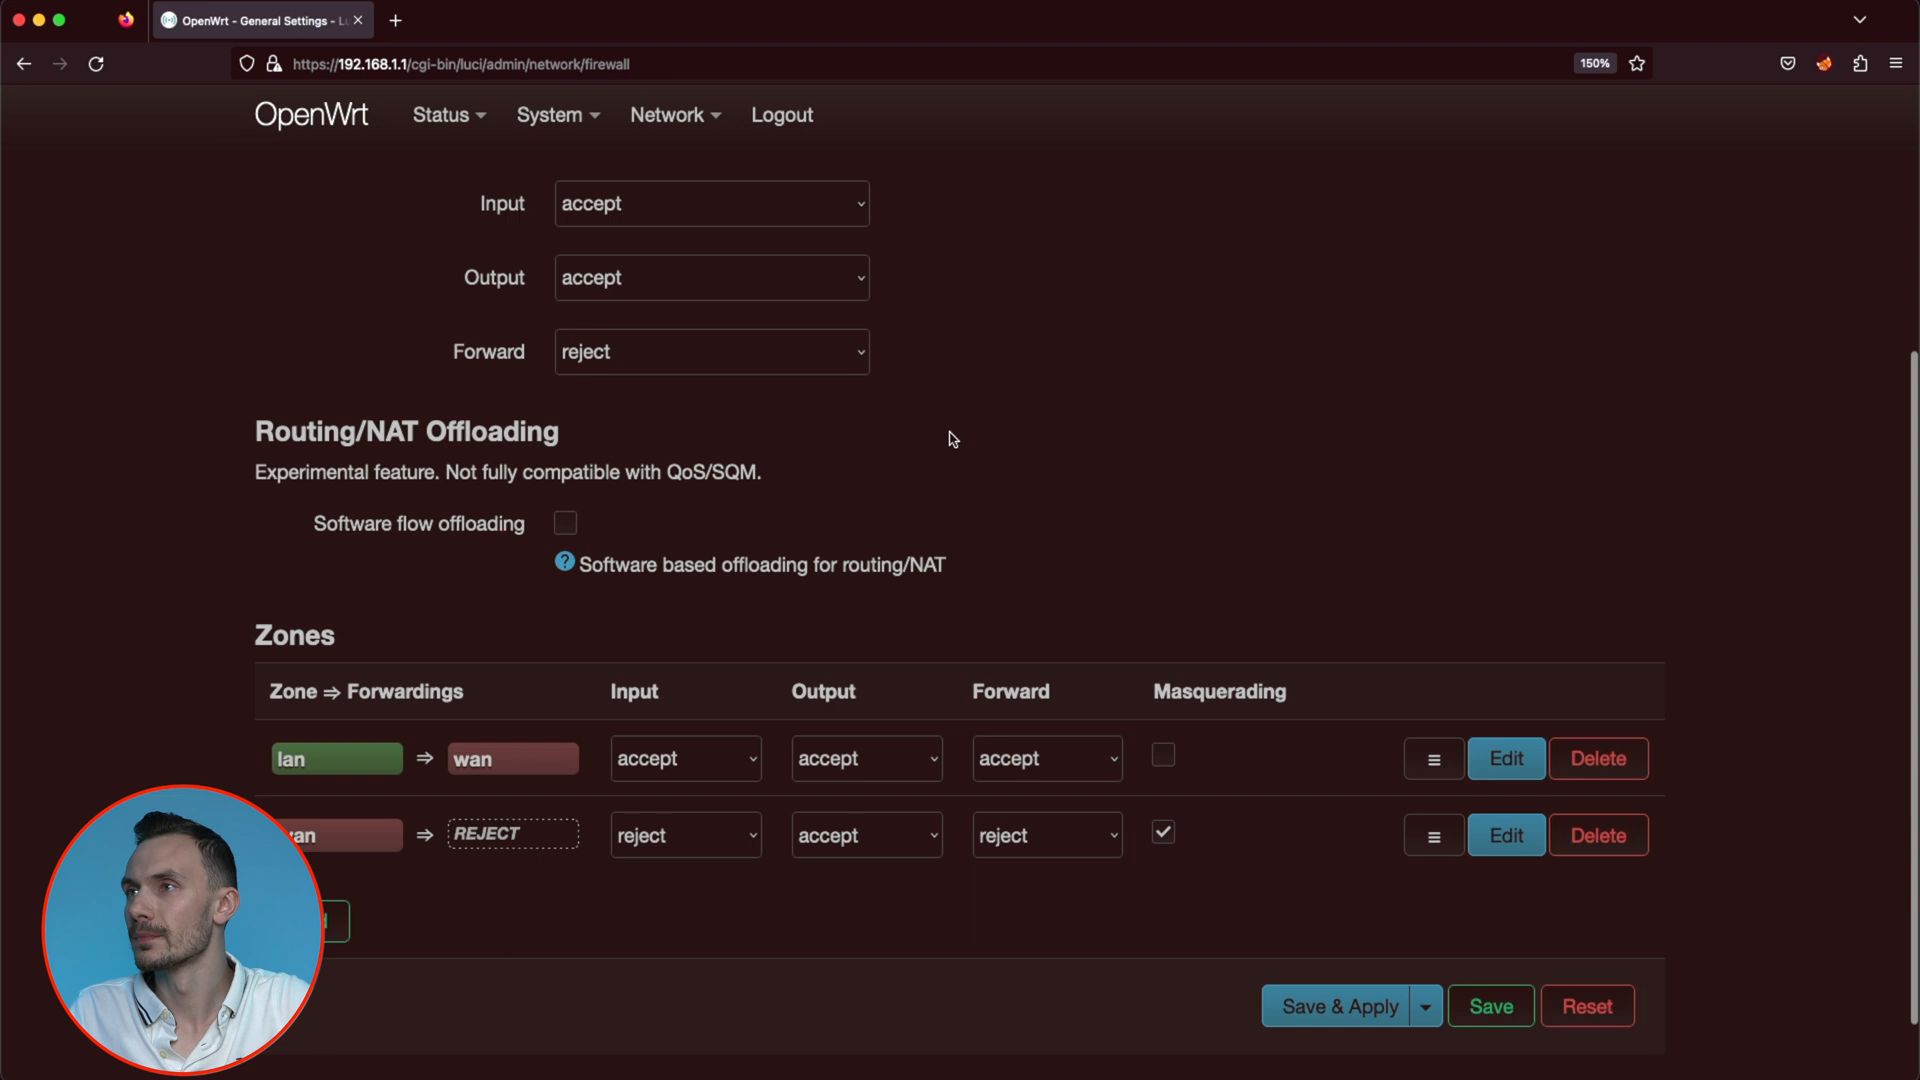 OpenWrt - General Settings - L
https://192.168.1.1/cgi-bin/luci/admin/network/firewall
150%
OpenWrt Status System Network Logout
Input accept
Output accept
Forward reject
Routing/NAT Offloading
Experimental feature. Not fully compatible with QoS/SQM.
Software flow offloading
? Software based offloading for routing/NAT
Zones
Zone ⇒ Forwardings Input Output Forward Masquerading
lan ⇒ wan accept accept accept Edit Delete
⇒ REJECT reject accept reject Edit Delete
Save & Apply Save Reset